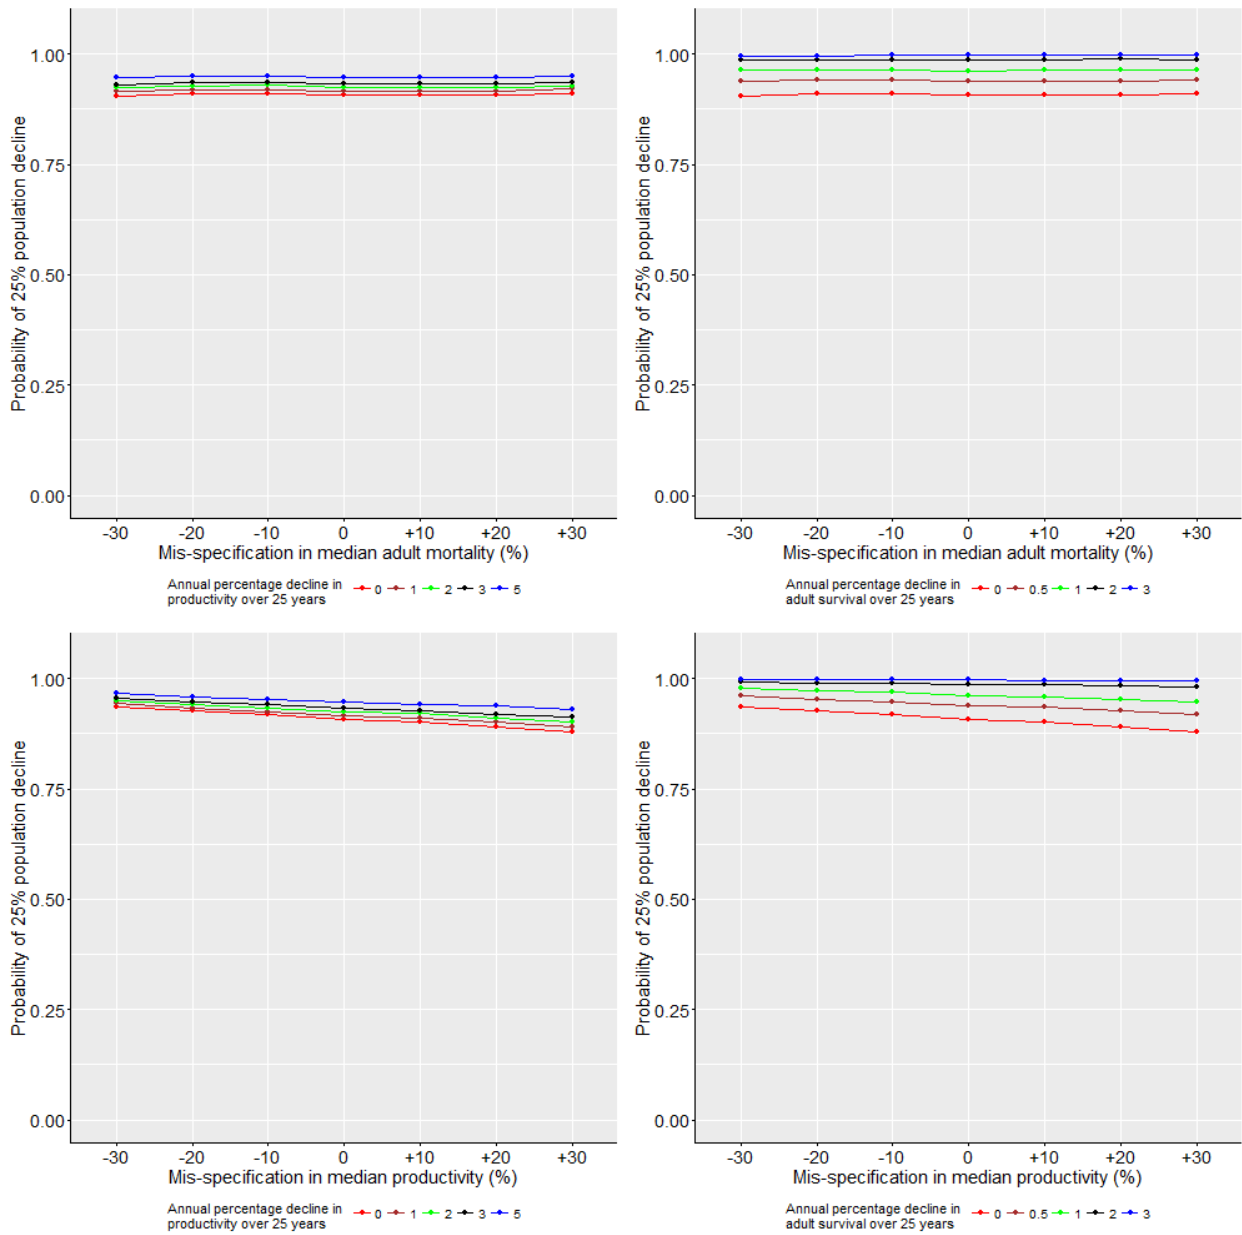 Probability of 25% population decline
1.00
0.75
0.50
0.25
0.00
-30 -20 -10 0 +10 +20 +30
Mis-specification in median adult mortality (%)
Annual percentage decline in
productivity over 25 years
0 1 2 3 5
Probability of 25% population decline
1.00
0.75
0.50
0.25
0.00
-30 -20 -10 0 +10 +20 +30
Mis-specification in median adult mortality (%)
Annual percentage decline in
adult survival over 25 years
0 0.5 1 2 3
Probability of 25% population decline
1.00
0.75
0.50
0.25
0.00
-30 -20 -10 0 +10 +20 +30
Mis-specification in median productivity (%)
Annual percentage decline in
productivity over 25 years
0 1 2 3 5
Probability of 25% population decline
1.00
0.75
0.50
0.25
0.00
-30 -20 -10 0 +10 +20 +30
Mis-specification in median productivity (%)
Annual percentage decline in
adult survival over 25 years
0 0.5 1 2 3